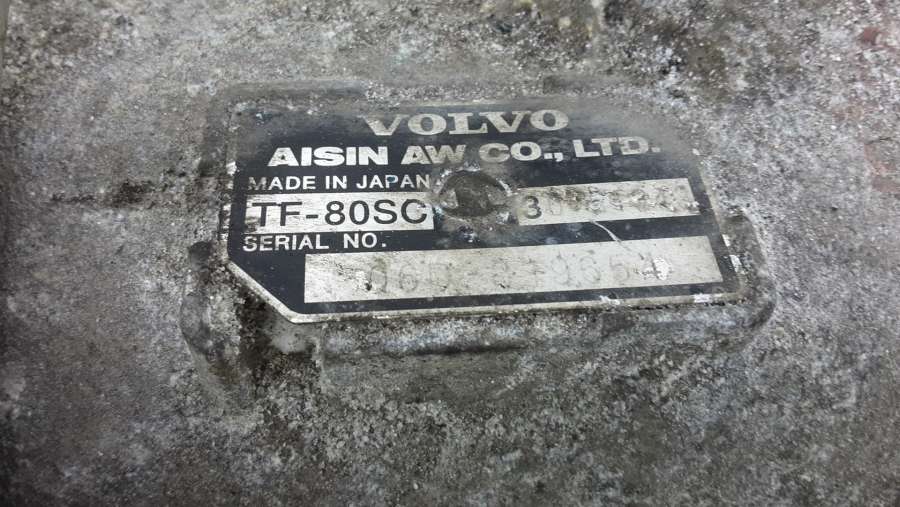 VOLVO
AISIN AW CO., LTD.
MADE IN JAPAN
TF-80SC
SERIAL NO.